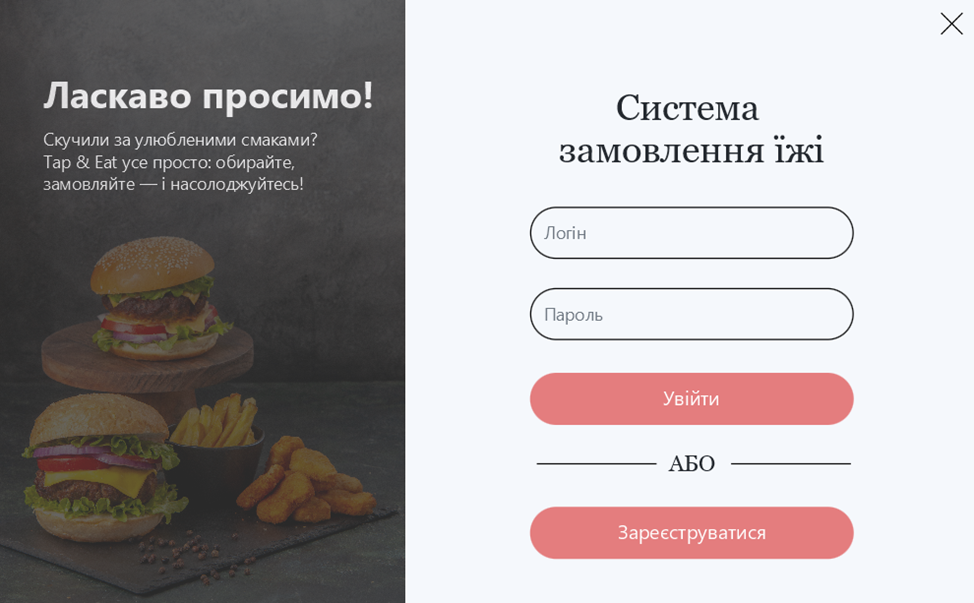 Ласкаво просимо!
Скучили за улюбленими смаками?
Tap & Eat усе просто: обирайте,
замовляйте — і насолоджуйтесь!
Система
замовлення їжі
Логін
Пароль
Увійти
АБО
Зареєструватися